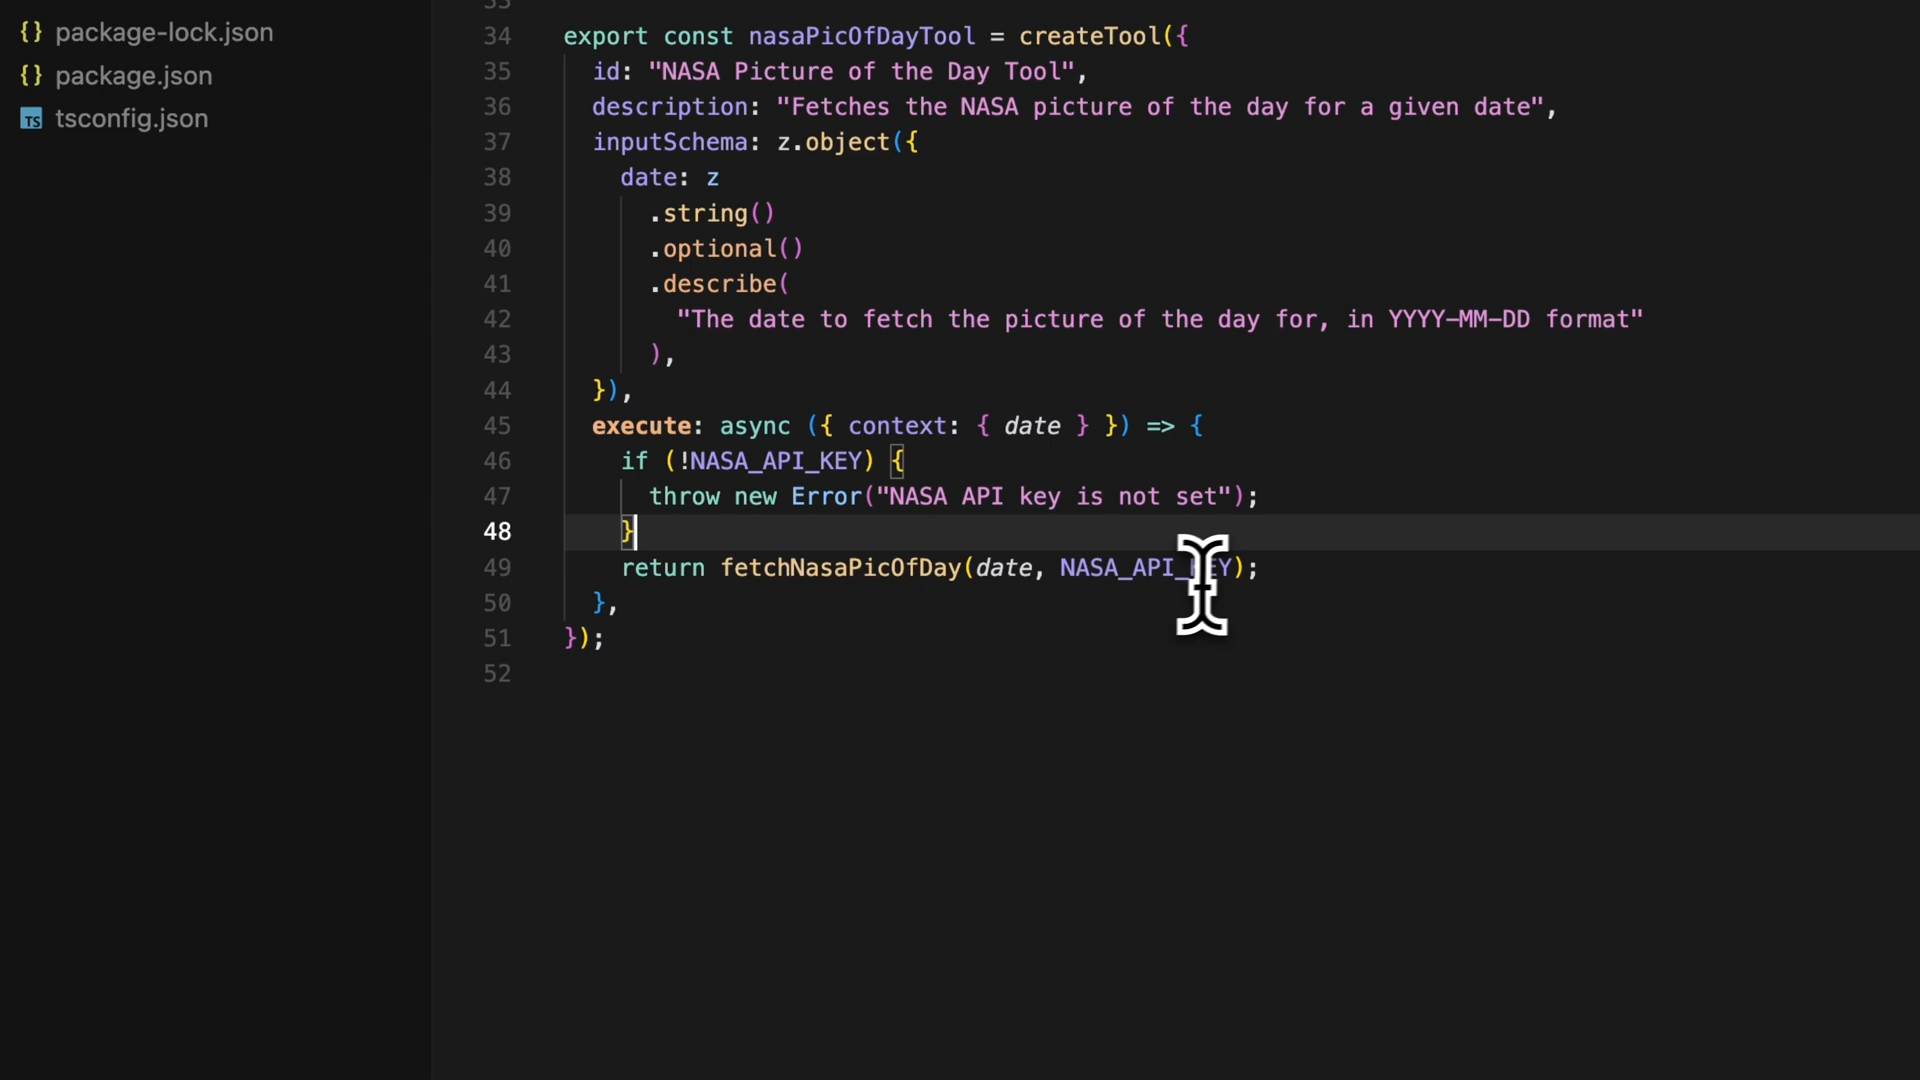 package-lock.json
package.json
TS tsconfig.json
33
34 export const nasaPicOfDayTool = createTool({
35 id: "NASA Picture of the Day Tool",
36 description: "Fetches the NASA picture of the day for a given date",
37 inputSchema: z.object({
38 date: z
39 .string()
40 .optional()
41 .describe(
42 "The date to fetch the picture of the day for, in YYYY-MM-DD format"
43 ),
44 }),
45 execute: async ({ context: { date } }) => {
46 if (!NASA_API_KEY) {
47 throw new Error("NASA API key is not set");
48 }
49 return fetchNasaPicOfDay(date, NASA_API_KEY);
50 },
51 });
52